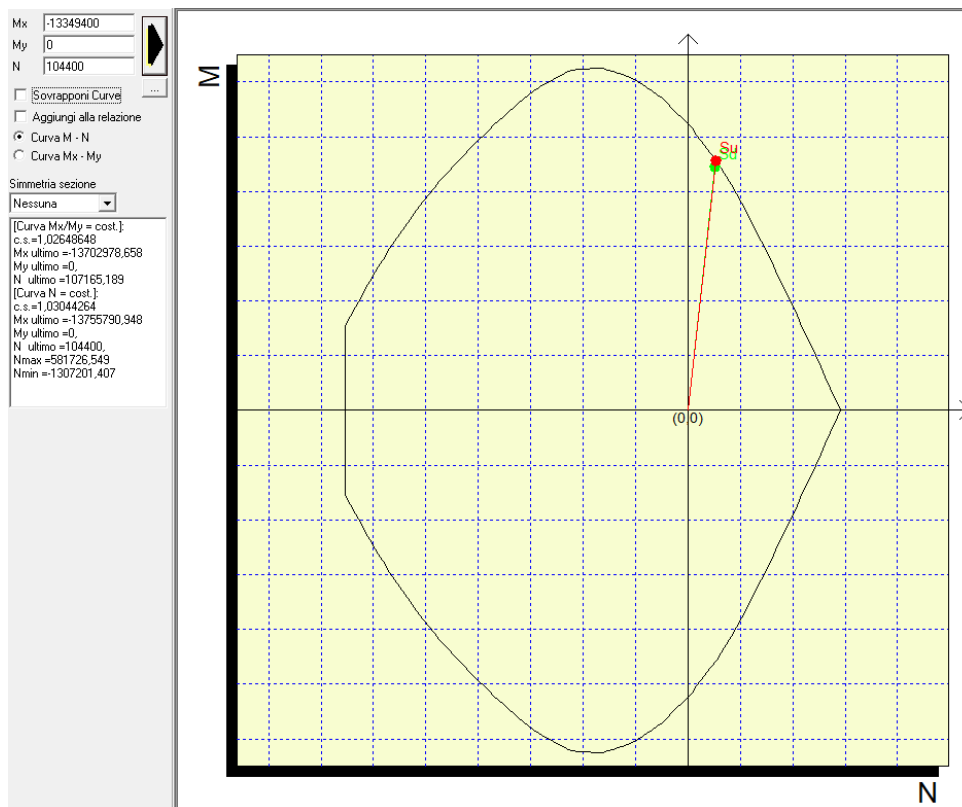 Mx -13349400
My 0
N 104400
...
Sovrapponi Curve
Aggiungi alla relazione
Curva M - N
Curva Mx - My
Simmetria sezione
Nessuna
[Curva Mx/My = cost.]:
c.s.=1,02648648
Mx ultimo =-13702978,658
My ultimo =0,
N ultimo =107165,189
[Curva N = cost.]:
c.s.=1,03044264
Mx ultimo =-13755790,948
My ultimo =0,
N ultimo =104400,
Nmax =581726,549
Nmin =-1307201,407
M
Su
Sd
(0,0)
N